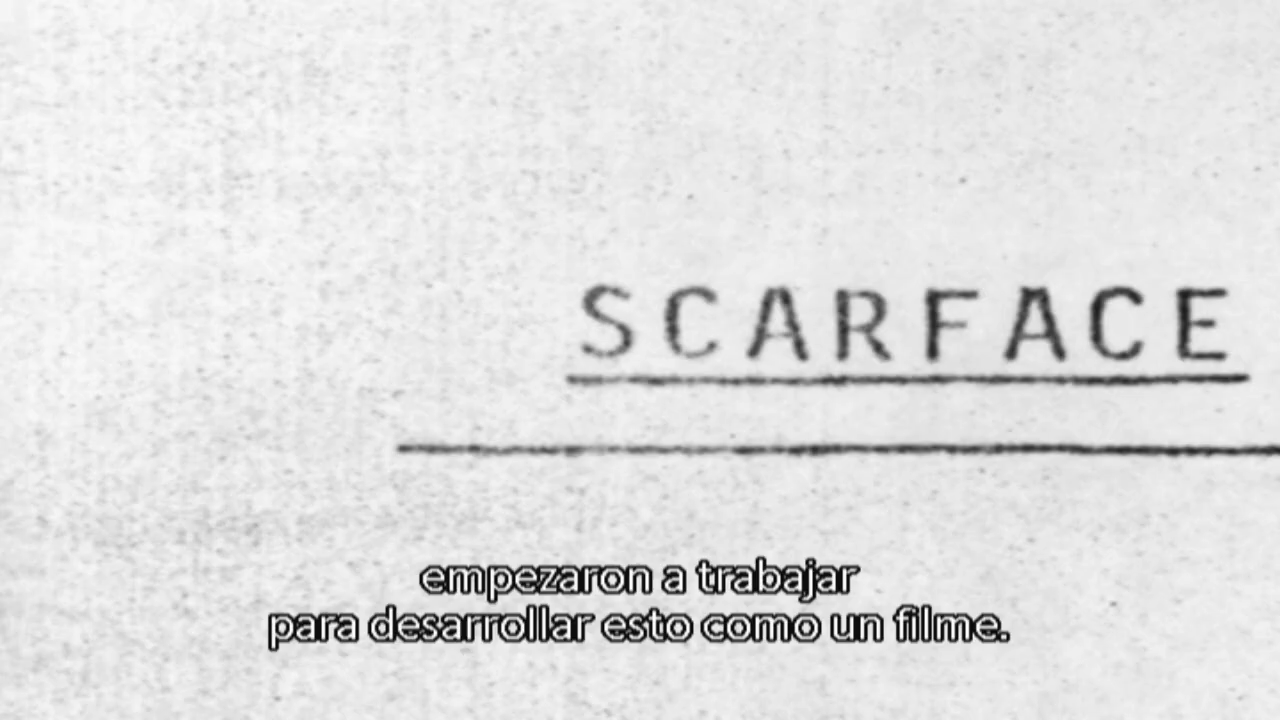 SCARFACE
empezaron a trabajar
para desarrollar esto como un filme.